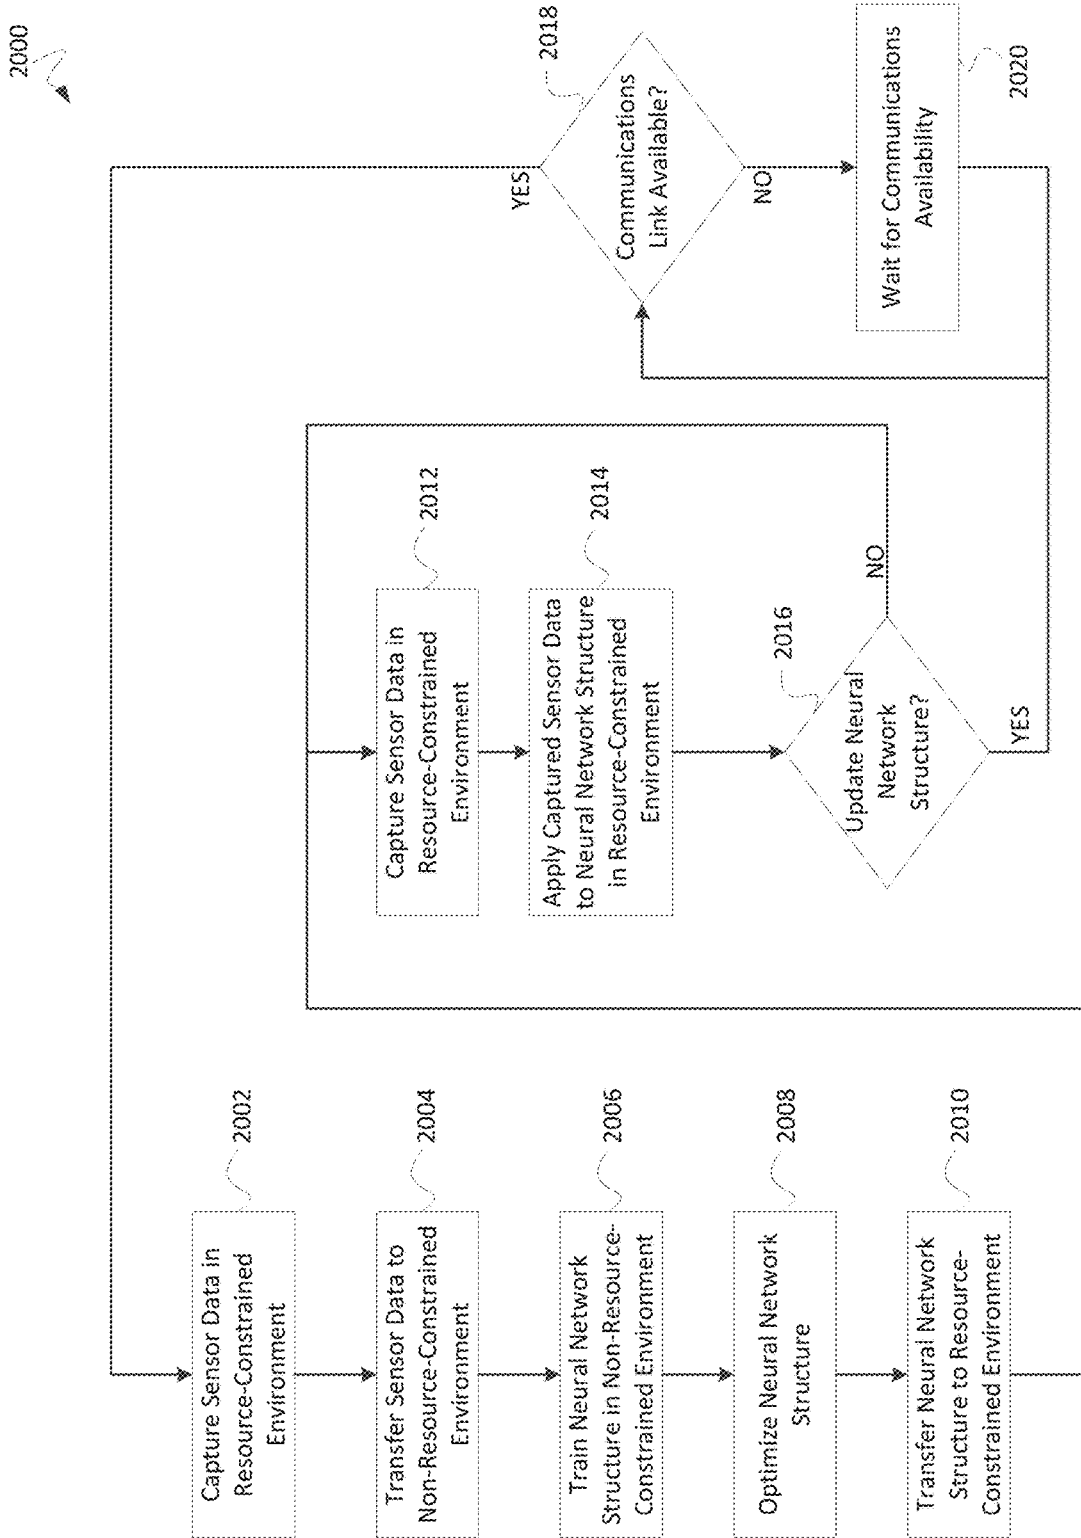 2000
Capture Sensor Data in
Resource-Constrained
Environment
2002
Transfer Sensor Data to
Non-Resource-Constrained
Environment
2004
Train Neural Network
Structure in Non-Resource-
Constrained Environment
2006
Optimize Neural Network
Structure
2008
Transfer Neural Network
Structure to Resource-
Constrained Environment
2010
Capture Sensor Data in
Resource-Constrained
Environment
2012
Apply Captured Sensor Data
to Neural Network Structure
in Resource-Constrained
Environment
2014
Update Neural
Network
Structure?
2016
NO
YES
Communications
Link Available?
2018
YES
NO
Wait for Communications
Availability
2020